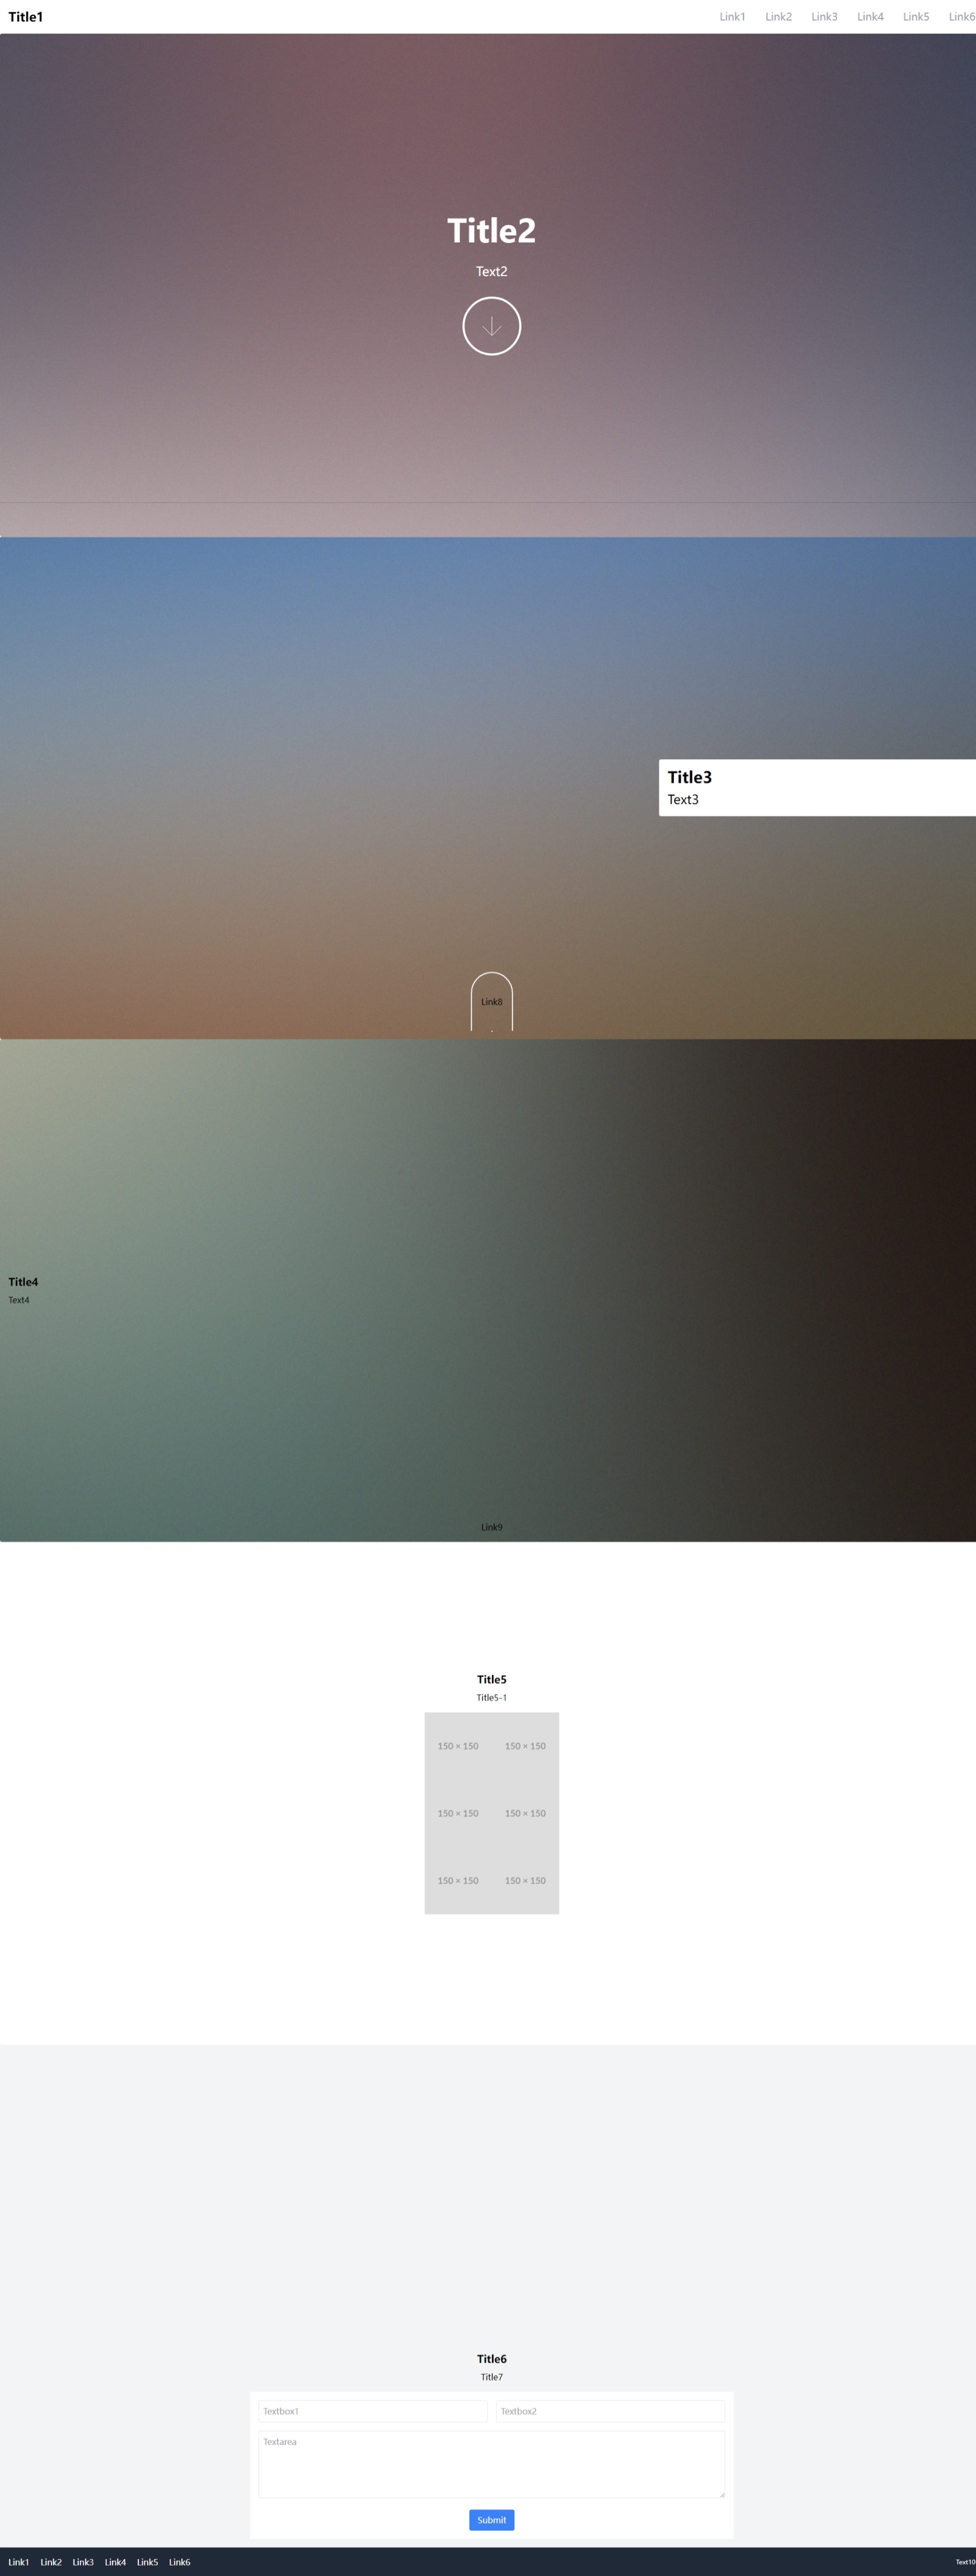 Title1 Link1 Link2 Link3 Link4 Link5 Link6
Title2
Text2
Title3
Text3
Link8
Title4
Text4
Link9
Title5
Title5-1
150 × 150 150 × 150
150 × 150 150 × 150
150 × 150 150 × 150
Title6
Title7
Textbox1 Textbox2
Textarea
Submit
Link1 Link2 Link3 Link4 Link5 Link6 Text10